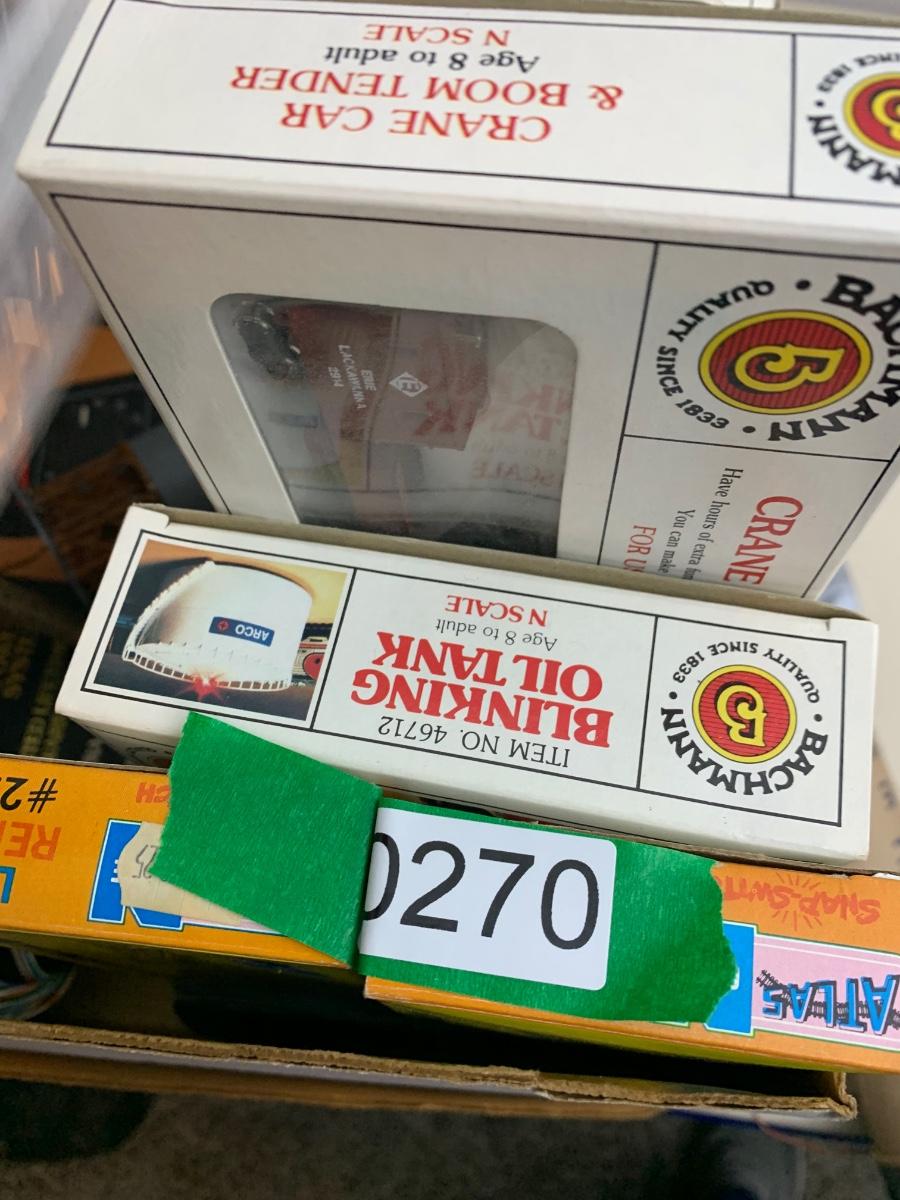 CRANE CAR
& BOOM TENDER
Age 8 to adult
N SCALE
QUALITY SINCE 1833
BACHMANN
ERIE
LACKAWANNA
2914
E
CRANE
Have hours of extra fun
You can make
FOR
ARCO
ITEM NO. 46712
BLINKING
OIL TANK
Age 8 to adult
N SCALE
BACHMANN
QUALITY SINCE 1833
0270
ATLAS
SNAP-SWITCH
N